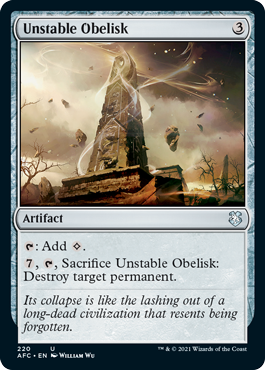 Unstable Obelisk 3
Artifact
: Add .
7, , Sacrifice Unstable Obelisk:
Destroy target permanent.
Its collapse is like the lashing out of a
long-dead civilization that resents being
forgotten.
220 U
AFC • EN William Wu
™ & © 2021 Wizards of the Coast